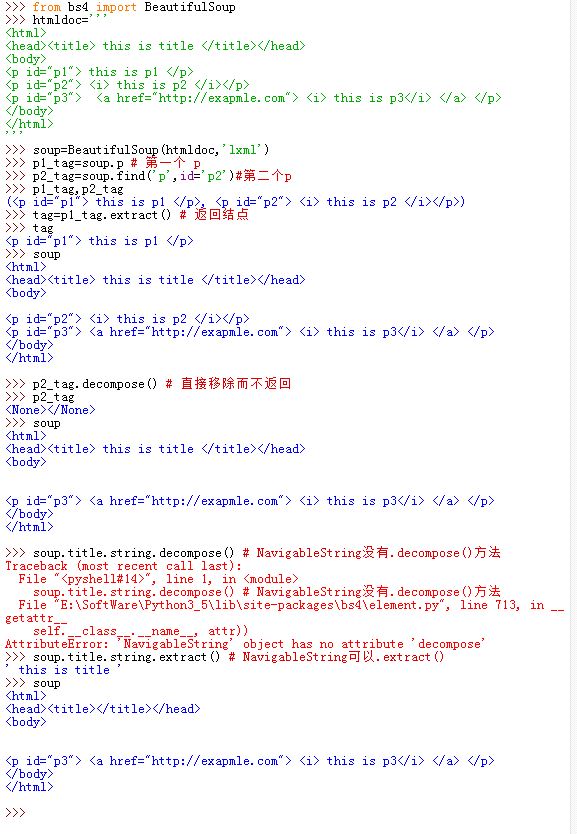 >>> from bs4 import BeautifulSoup
>>> htmldoc='''
<html>
<head><title> this is title </title></head>
<body>
<p id="p1"> this is p1 </p>
<p id="p2"> <i> this is p2 </i></p>
<p id="p3">  <a href="http://exapmle.com"> <i> this is p3</i> </a> </p>
</body>
</html>
'''
>>> soup=BeautifulSoup(htmldoc,'lxml')
>>> p1_tag=soup.p # 第一个 p
>>> p2_tag=soup.find('p',id='p2')#第二个p
>>> p1_tag,p2_tag
(<p id="p1"> this is p1 </p>, <p id="p2"> <i> this is p2 </i></p>)
>>> tag=p1_tag.extract() # 返回结点
>>> tag
<p id="p1"> this is p1 </p>
>>> soup
<html>
<head><title> this is title </title></head>
<body>

<p id="p2"> <i> this is p2 </i></p>
<p id="p3"> <a href="http://exapmle.com"> <i> this is p3</i> </a> </p>
</body>
</html>

>>> p2_tag.decompose() # 直接移除而不返回
>>> p2_tag
<None></None>
>>> soup
<html>
<head><title> this is title </title></head>
<body>


<p id="p3"> <a href="http://exapmle.com"> <i> this is p3</i> </a> </p>
</body>
</html>

>>> soup.title.string.decompose() # NavigableString没有.decompose()方法
Traceback (most recent call last):
  File "<pyshell#14>", line 1, in <module>
    soup.title.string.decompose() # NavigableString没有.decompose()方法
  File "E:\SoftWare\Python3_5\lib\site-packages\bs4\element.py", line 713, in __
getattr__
    self.__class__.__name__, attr))
AttributeError: 'NavigableString' object has no attribute 'decompose'
>>> soup.title.string.extract() # NavigableString可以.extract()
' this is title '
>>> soup
<html>
<head><title></title></head>
<body>


<p id="p3"> <a href="http://exapmle.com"> <i> this is p3</i> </a> </p>
</body>
</html>

>>>